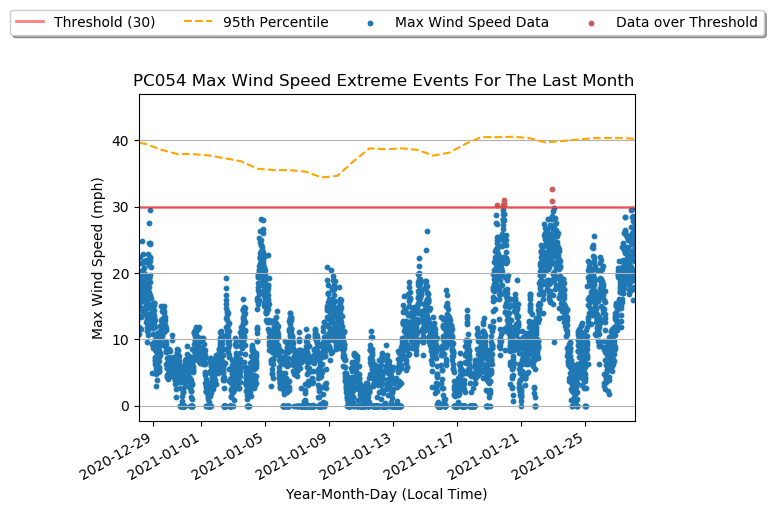 Threshold (30) 95th Percentile Max Wind Speed Data Data over Threshold
PC054 Max Wind Speed Extreme Events For The Last Month
Max Wind Speed (mph)
40
30
20
10
0
2020-12-29 2021-01-01 2021-01-05 2021-01-09 2021-01-13 2021-01-17 2021-01-21 2021-01-25
Year-Month-Day (Local Time)